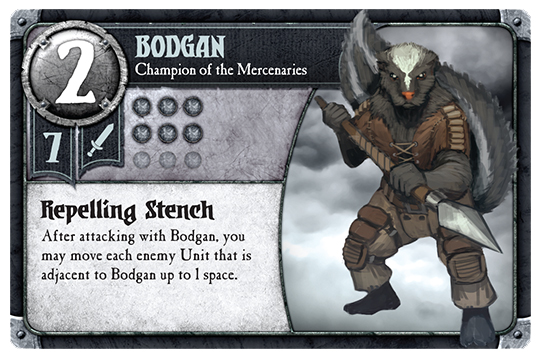 2
BODGAN
Champion of the Mercenaries
7
Repelling Stench
After attacking with Bodgan, you
may move each enemy Unit that is
adjacent to Bodgan up to 1 space.